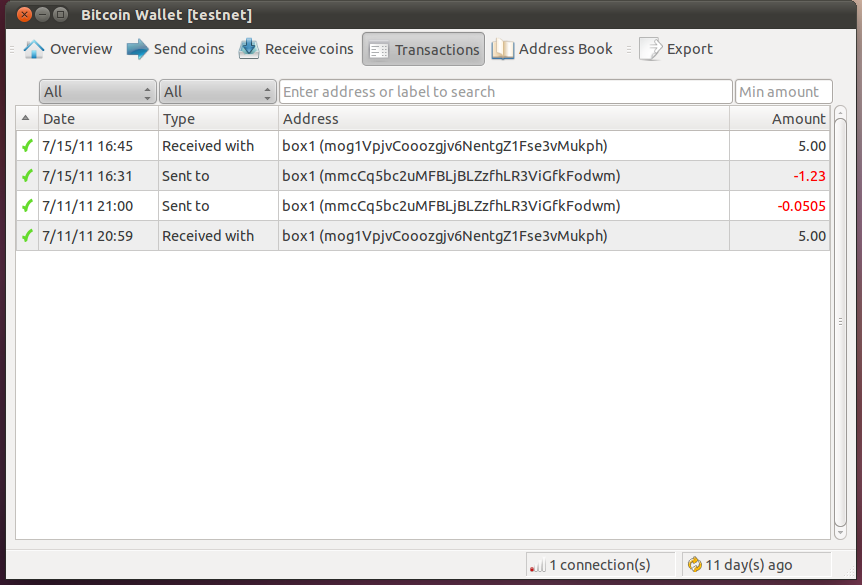 Bitcoin Wallet [testnet]
Overview Send coins Receive coins Transactions Address Book Export
All All Enter address or label to search Min amount
Date Type Address Amount
7/15/11 16:45 Received with box1 (mog1VpjvCooozgjv6NentgZ1Fse3vMukph) 5.00
7/15/11 16:31 Sent to box1 (mmcCq5bc2uMFBLjBLZzfhLR3ViGfkFodwm) -1.23
7/11/11 21:00 Sent to box1 (mmcCq5bc2uMFBLjBLZzfhLR3ViGfkFodwm) -0.0505
7/11/11 20:59 Received with box1 (mog1VpjvCooozgjv6NentgZ1Fse3vMukph) 5.00
1 connection(s) 11 day(s) ago